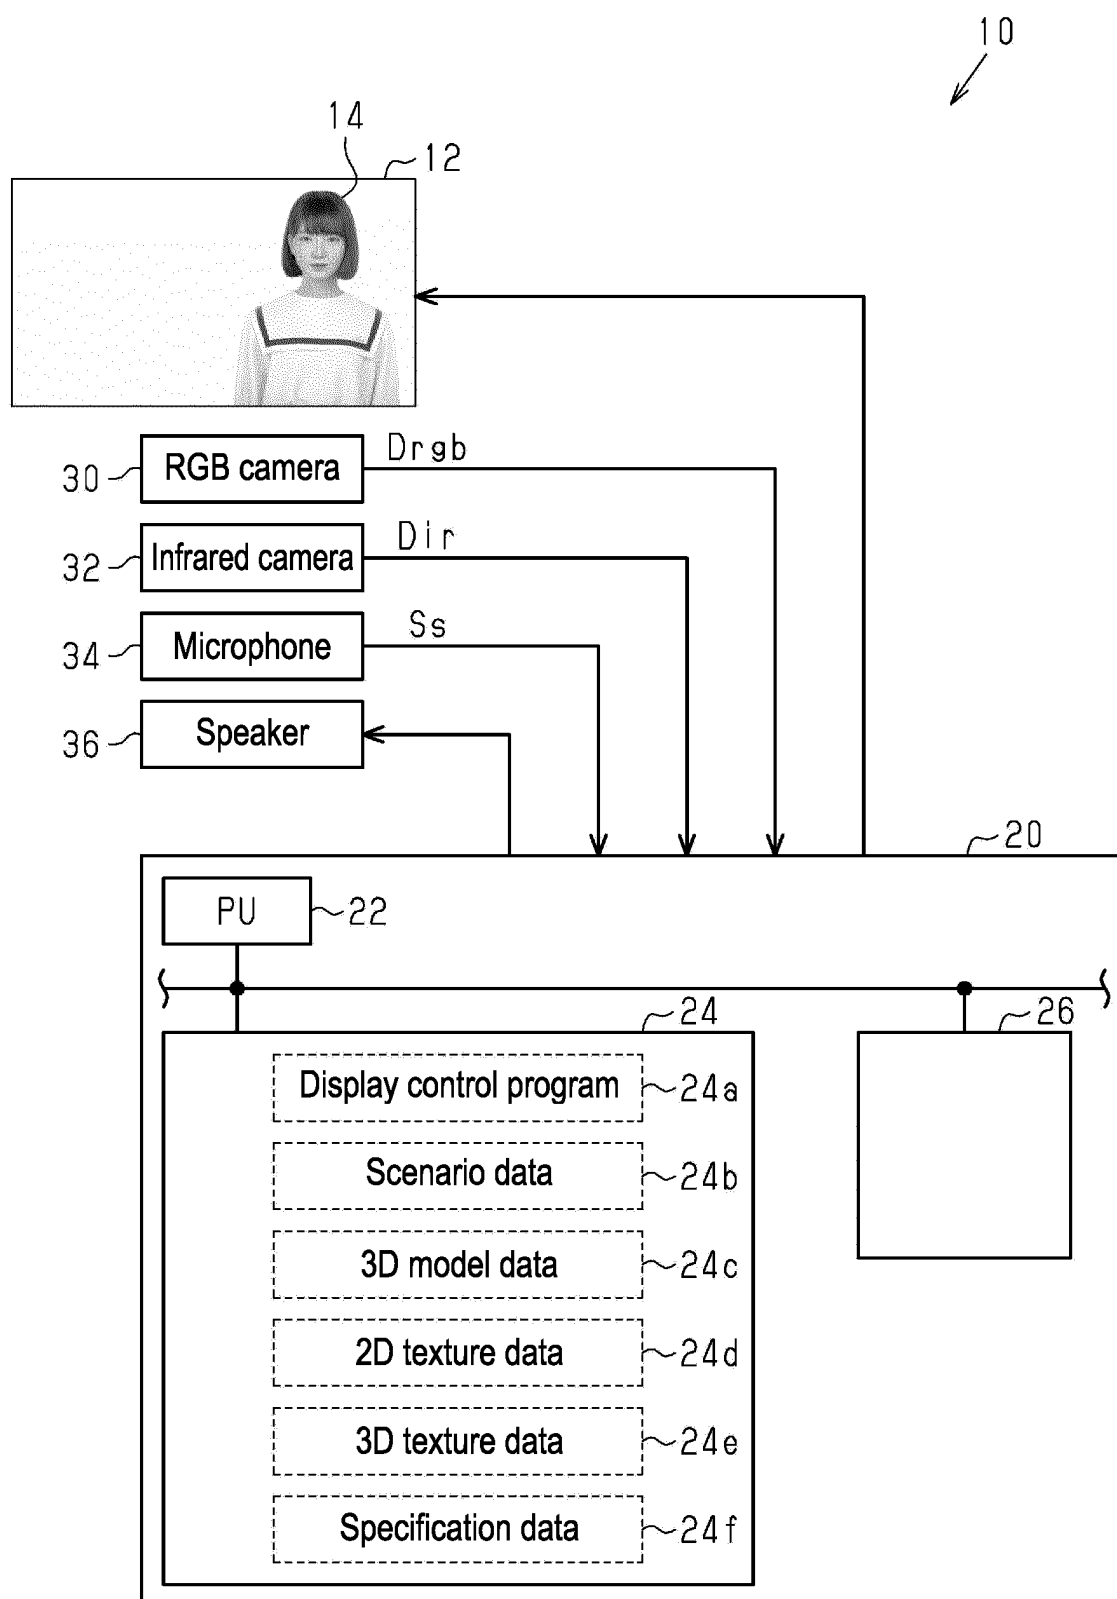 10
14
12
Drgb
30 RGB camera
Dir
32 Infrared camera
Ss
34 Microphone
36 Speaker
20
PU 22
24
26
Display control program 24a
Scenario data 24b
3D model data 24c
2D texture data 24d
3D texture data 24e
Specification data 24f